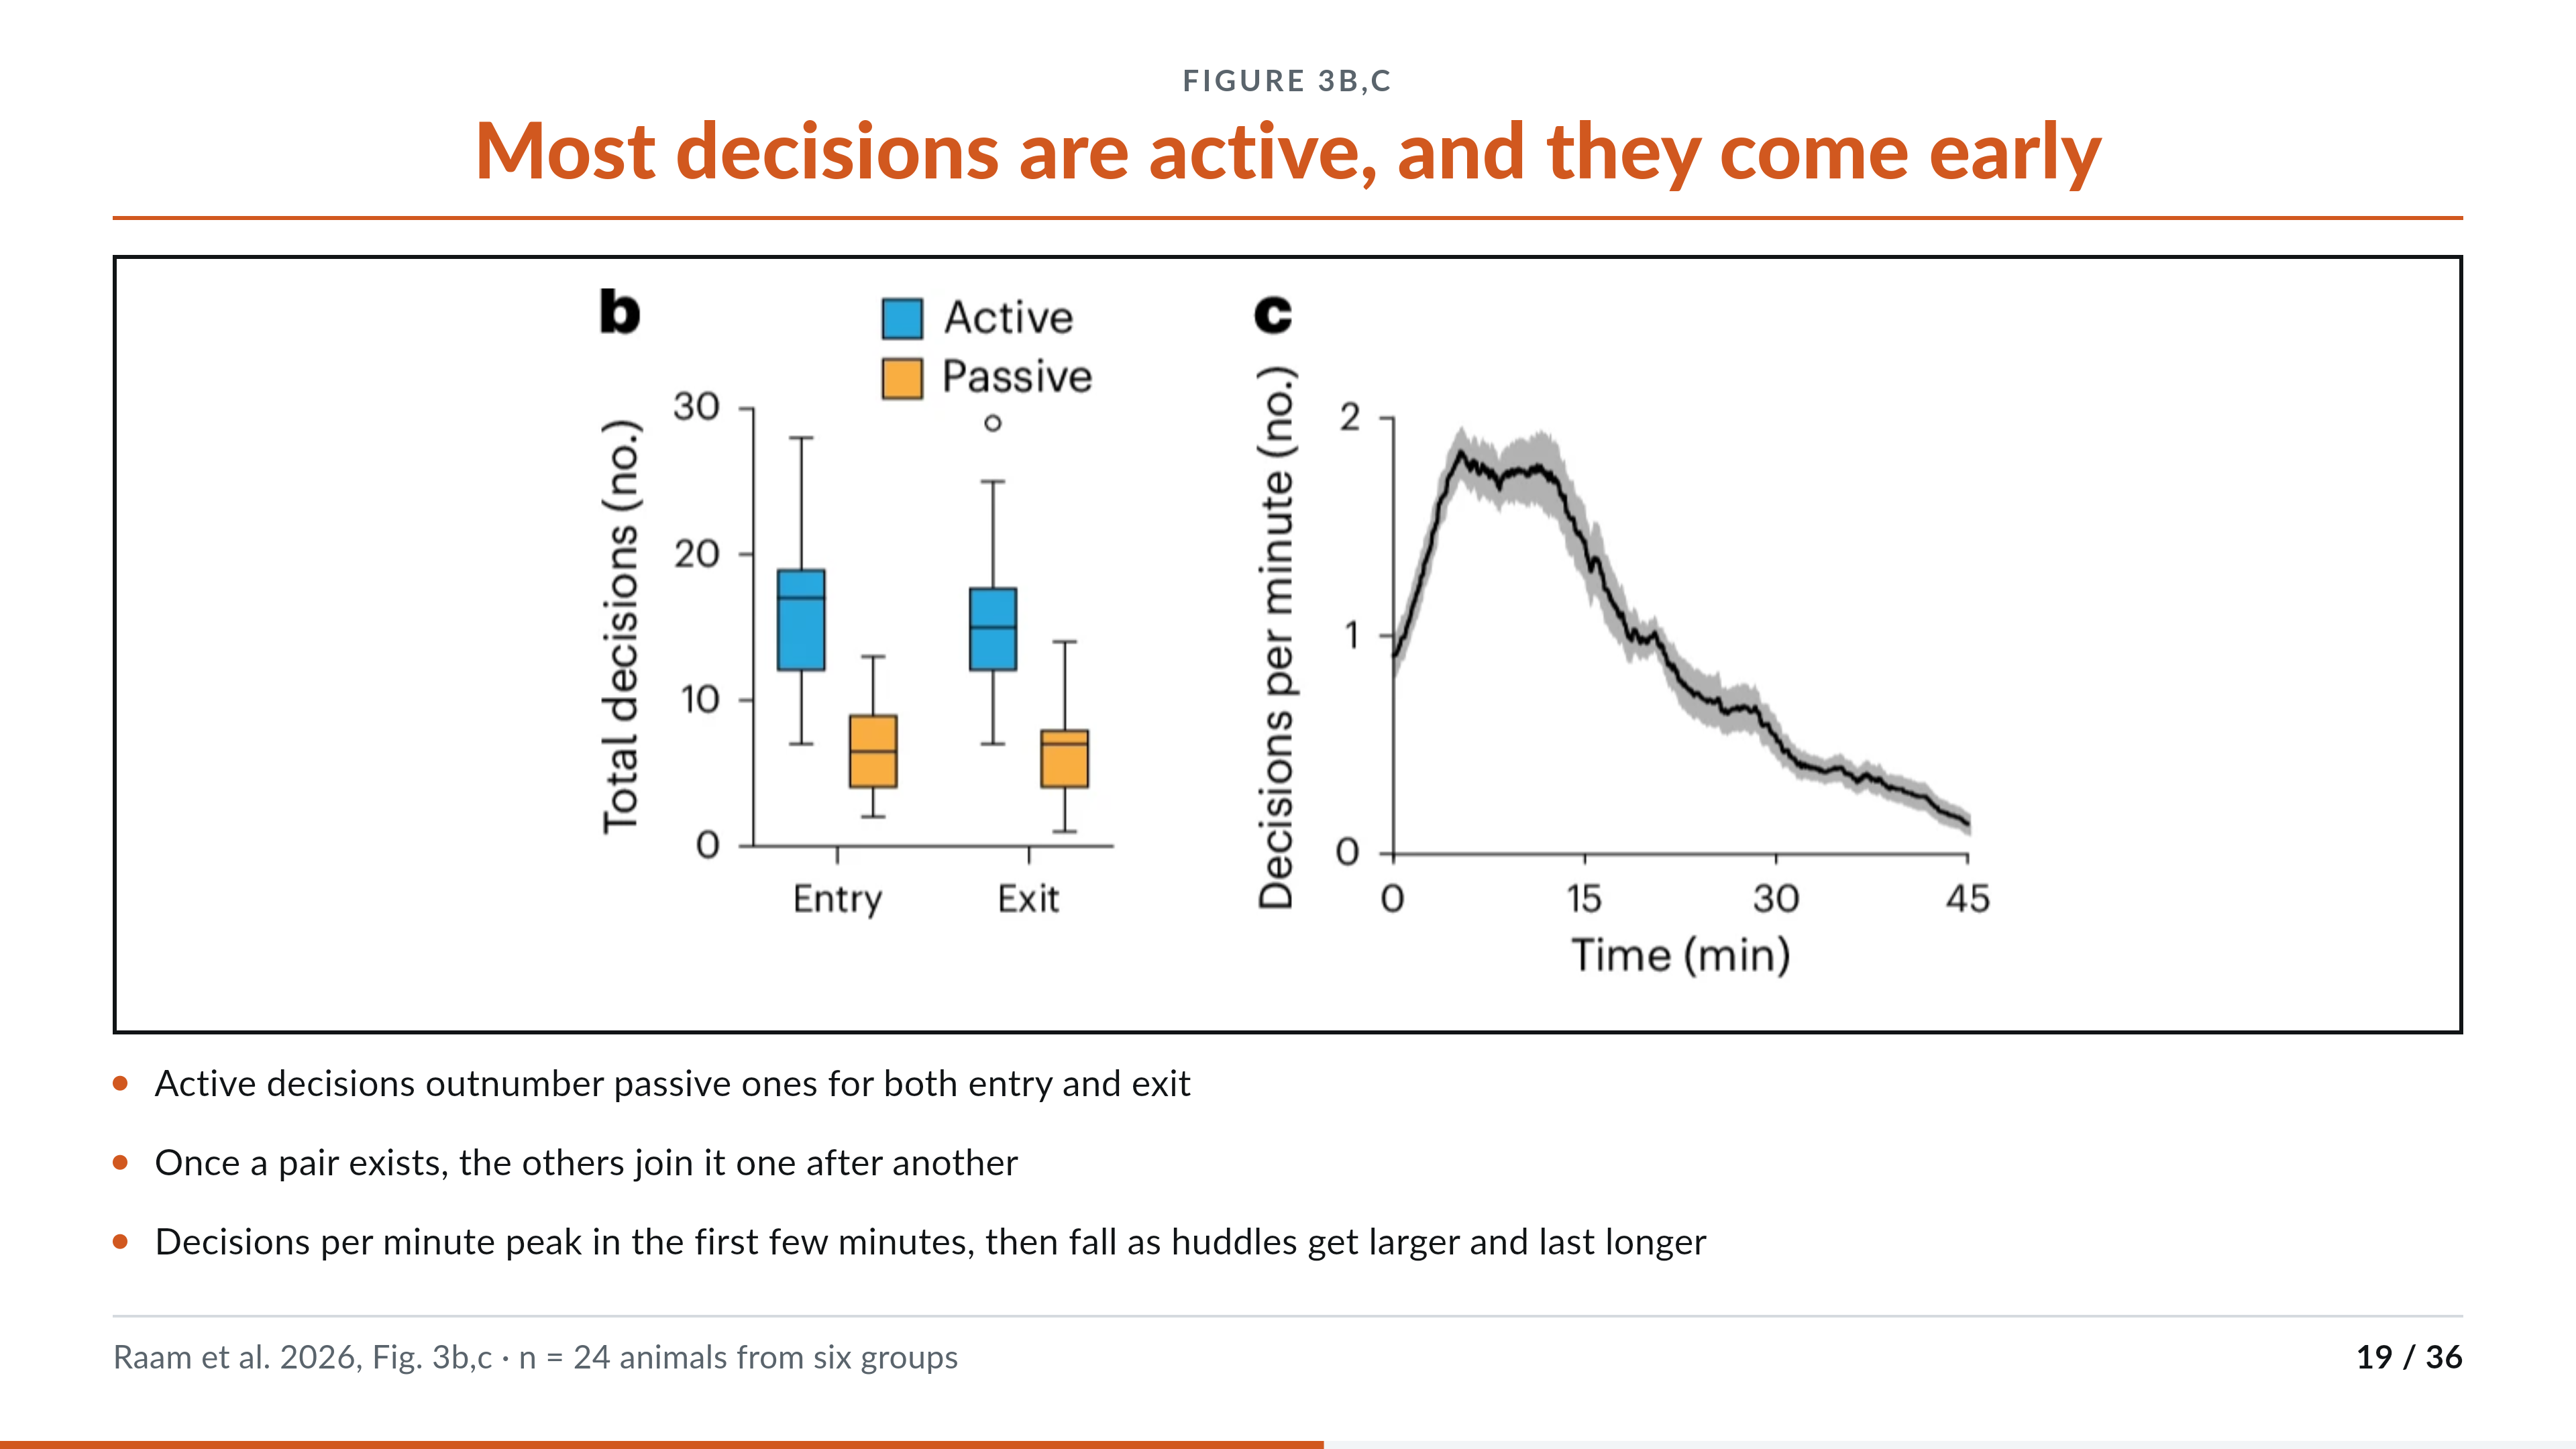 FIGURE 3B,C
Most decisions are active, and they come early
b
Active
Passive
Total decisions (no.)
30
20
10
0
Entry
Exit
c
Decisions per minute (no.)
2
1
0
0
15
30
45
Time (min)
Active decisions outnumber passive ones for both entry and exit
Once a pair exists, the others join it one after another
Decisions per minute peak in the first few minutes, then fall as huddles get larger and last longer
Raam et al. 2026, Fig. 3b,c · n = 24 animals from six groups
19 / 36